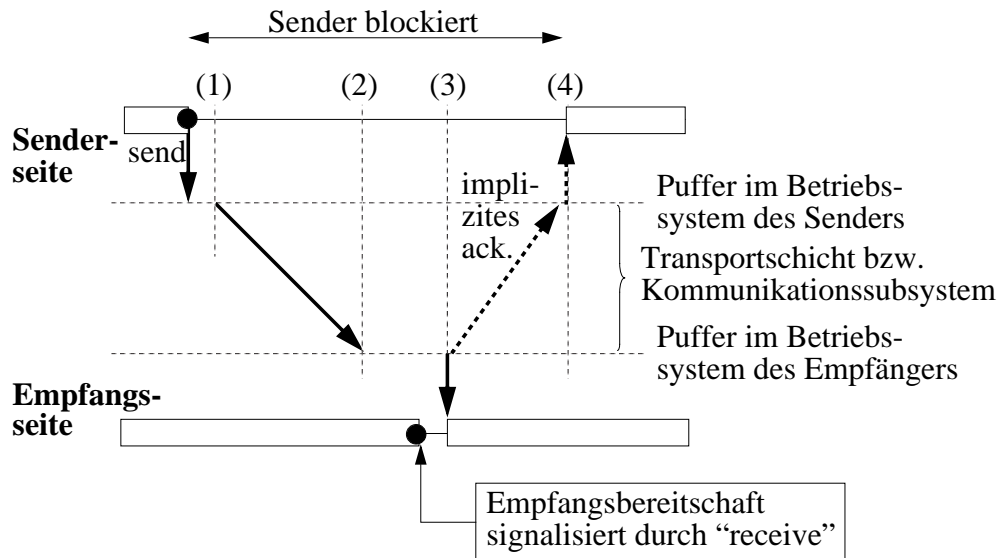 Sender blockiert
(1)
(2)
(3)
(4)
Sender-
seite
send
impli-
zites
ack.
Puffer im Betriebs-
system des Senders
Transportschicht bzw.
Kommunikationssubsystem
Puffer im Betriebs-
system des Empfängers
Empfangs-
seite
Empfangsbereitschaft
signalisiert durch “receive”